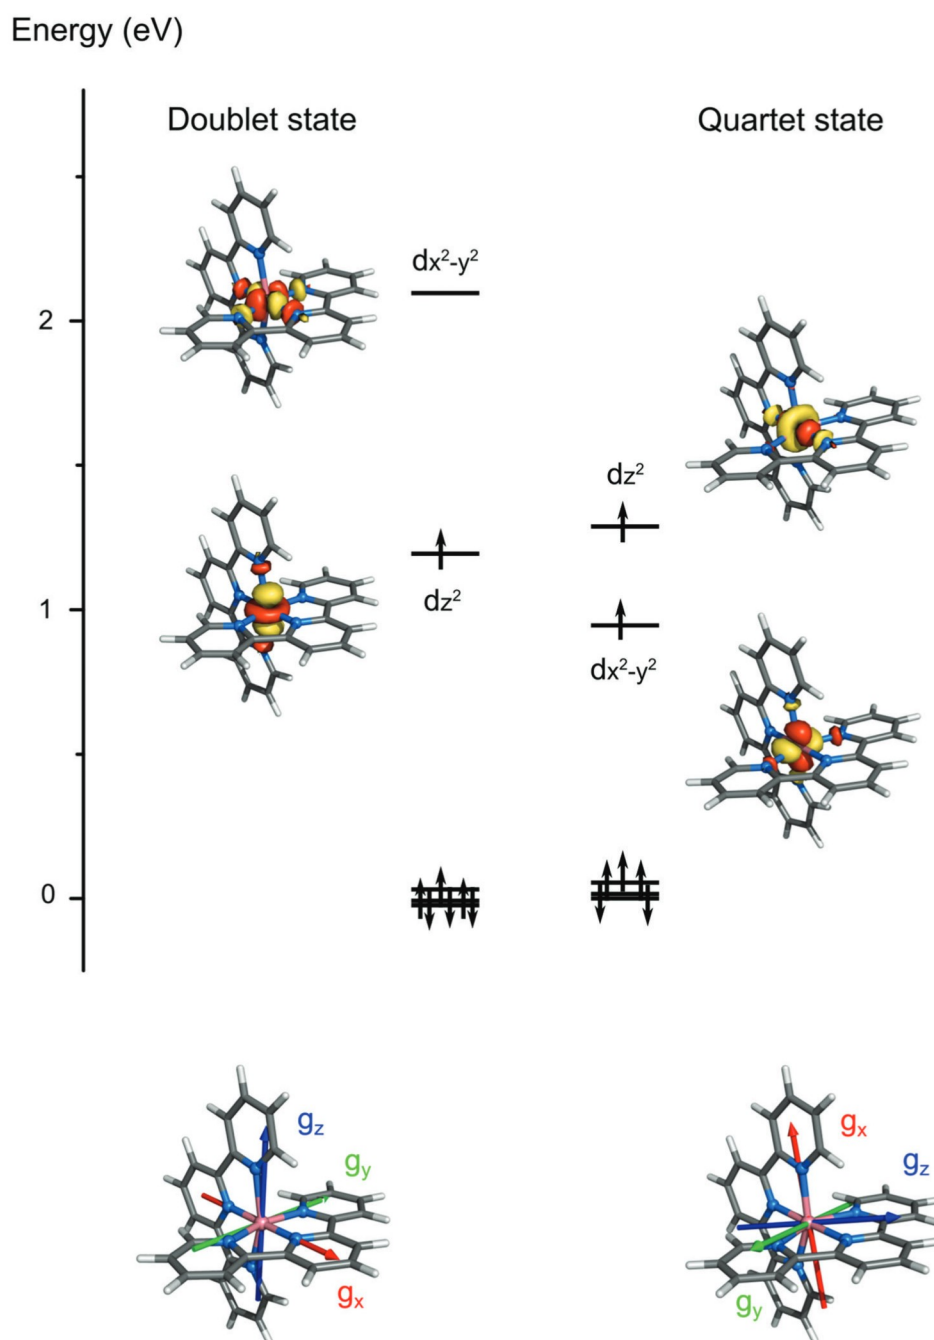 Energy (eV)
Doublet state
Quartet state
dx²-y²
2
dz²
dz²
1
dx²-y²
0
gz
gx
gy
gz
gy
gx